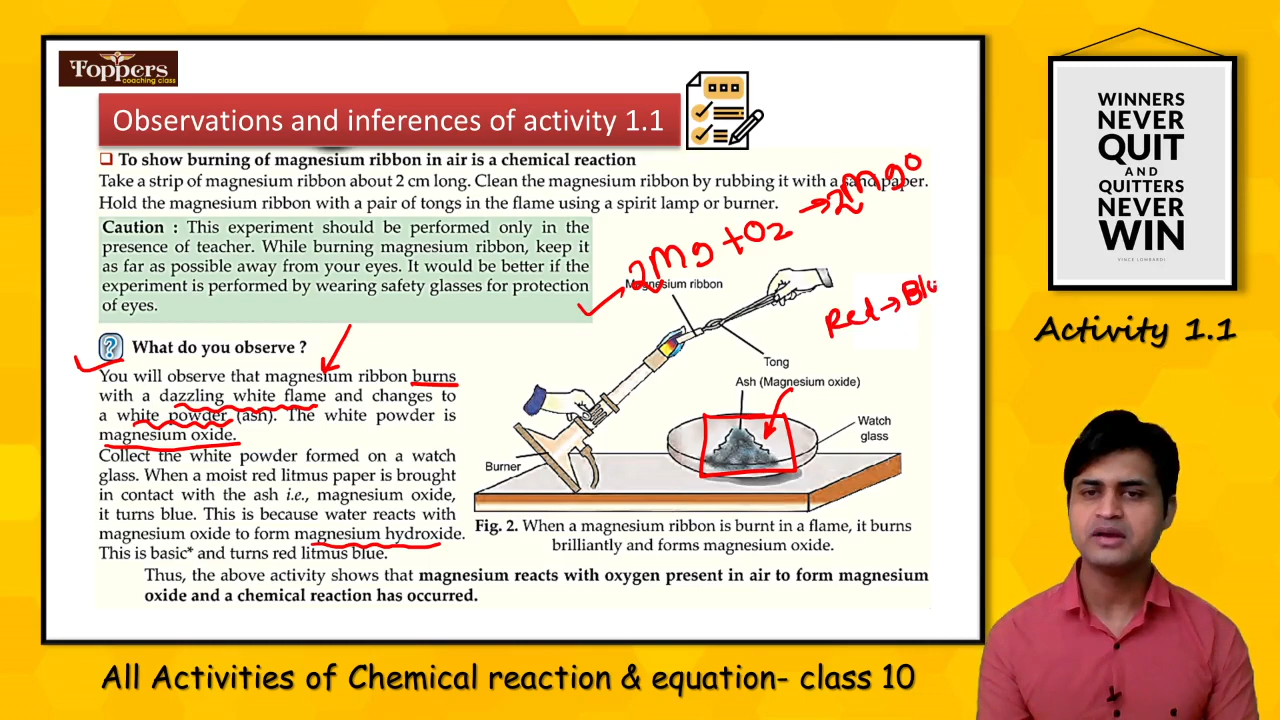 Toppers
coaching class
Observations and inferences of activity 1.1
To show burning of magnesium ribbon in air is a chemical reaction
Take a strip of magnesium ribbon about 2 cm long. Clean the magnesium ribbon by rubbing it with a sand paper.
Hold the magnesium ribbon with a pair of tongs in the flame using a spirit lamp or burner.
Caution : This experiment should be performed only in the
presence of teacher. While burning magnesium ribbon, keep it
as far as possible away from your eyes. It would be better if the
experiment is performed by wearing safety glasses for protection
of eyes.
2Mg + O2 → 2MgO
Red → Blu
? What do you observe ?
You will observe that magnesium ribbon burns
with a dazzling white flame and changes to
a white powder (ash). The white powder is
magnesium oxide.
Collect the white powder formed on a watch
glass. When a moist red litmus paper is brought
in contact with the ash i.e., magnesium oxide,
it turns blue. This is because water reacts with
magnesium oxide to form magnesium hydroxide.
This is basic* and turns red litmus blue.
Magnesium ribbon
Tong
Ash (Magnesium oxide)
Watch
glass
Burner
Fig. 2. When a magnesium ribbon is burnt in a flame, it burns
brilliantly and forms magnesium oxide.
Thus, the above activity shows that magnesium reacts with oxygen present in air to form magnesium
oxide and a chemical reaction has occurred.
WINNERS
NEVER
QUIT
AND
QUITTERS
NEVER
WIN
VINCE LOMBARDI
Activity 1.1
All Activities of Chemical reaction & equation- class 10